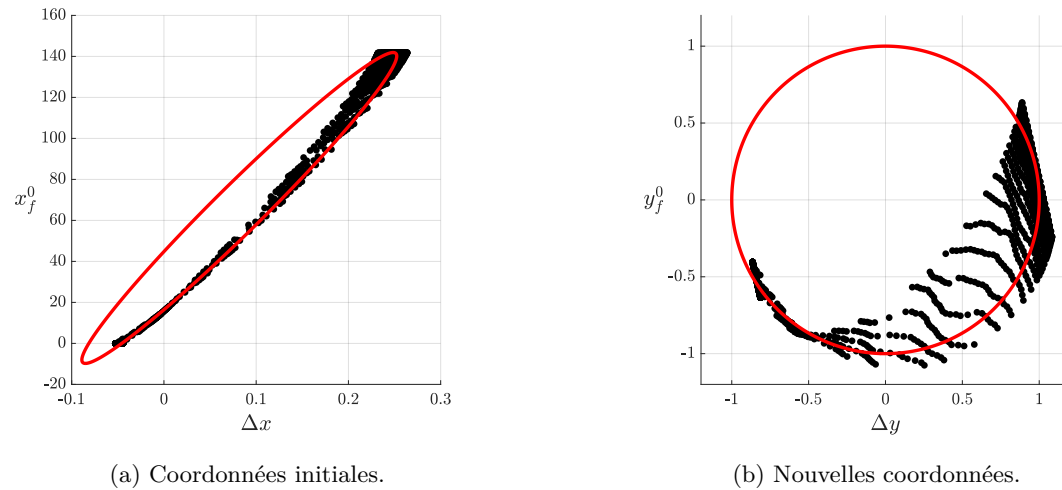 160
140
120
100
80
60
40
20
0
-20
-0.1 0 0.1 0.2 0.3
x_f^0
Δx
1
0.5
0
-0.5
-1
-1 -0.5 0 0.5 1
y_f^0
Δy
(a) Coordonnées initiales.
(b) Nouvelles coordonnées.